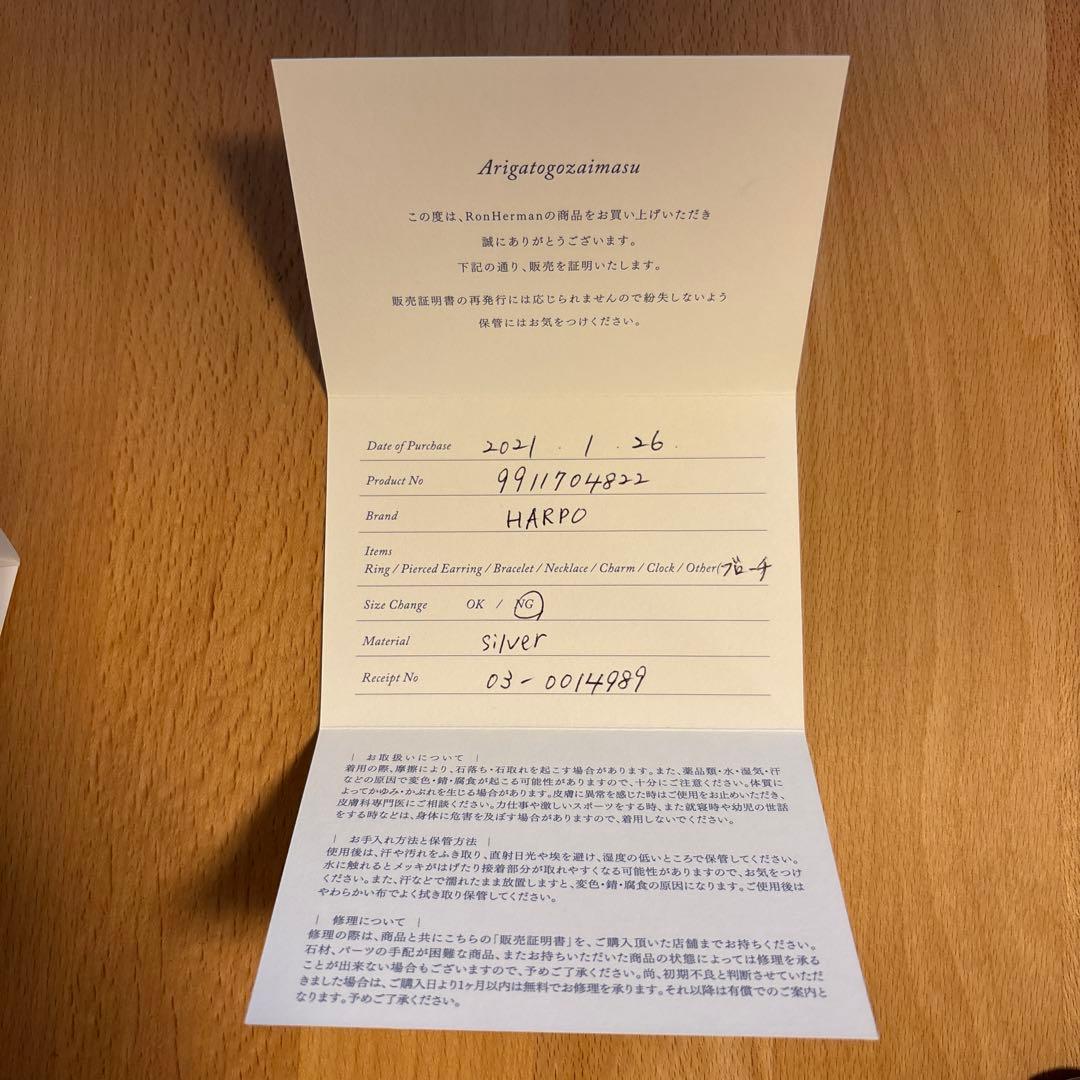 Arigatogozaimasu
この度は、RonHermanの商品をお買い上げいただき
誠にありがとうございます。
下記の通り、販売を証明いたします。
販売証明書の再発行には応じられませんので紛失しないよう
保管にはお気をつけください。
Date of Purchase 2021 . 1 . 26 .
Product No 9911704822
Brand HARPO
Items
Ring / Pierced Earring / Bracelet / Necklace / Charm / Clock / Other(ブローチ
Size Change OK / NG
Material silver
Receipt No 03-0014989
| お取扱いについて |
着用の際、摩擦により、石落ち・石取れを起こす場合があります。また、薬品類・水・湿気・汗
などの原因で変色・錆・腐食が起こる可能性がありますので、十分にご注意ください。体質に
よってかゆみ・かぶれを生じる場合があります。皮膚に異常を感じた時はご使用をお止めいただき、
皮膚科専門医にご相談ください。力仕事や激しいスポーツをする時、また就寝時や幼児の世話
をする時などは、身体に危害を及ぼす場合がありますので、着用しないでください。
| お手入れ方法と保管方法 |
使用後は、汗や汚れをふき取り、直射日光や埃を避け、湿度の低いところで保管してください。
水に触れるとメッキがはげたり接着部分が取れやすくなる可能性がありますので、お気をつけ
ください。また、汗などで濡れたまま放置しますと、変色・錆・腐食の原因になります。ご使用後は
やわらかい布でよく拭き取り保管してください。
| 修理について |
修理の際は、商品と共にこちらの「販売証明書」を、ご購入頂いた店舗までお持ちください。
石材、パーツの手配が困難な商品、またお持ちいただいた商品の状態によっては修理を承る
ことが出来ない場合もございますので、予めご了承ください。尚、初期不良と判断させていただ
きました場合は、ご購入日より1ヶ月以内は無料でお修理を承ります。それ以降は有償でのご案内と
なります。予めご了承ください。